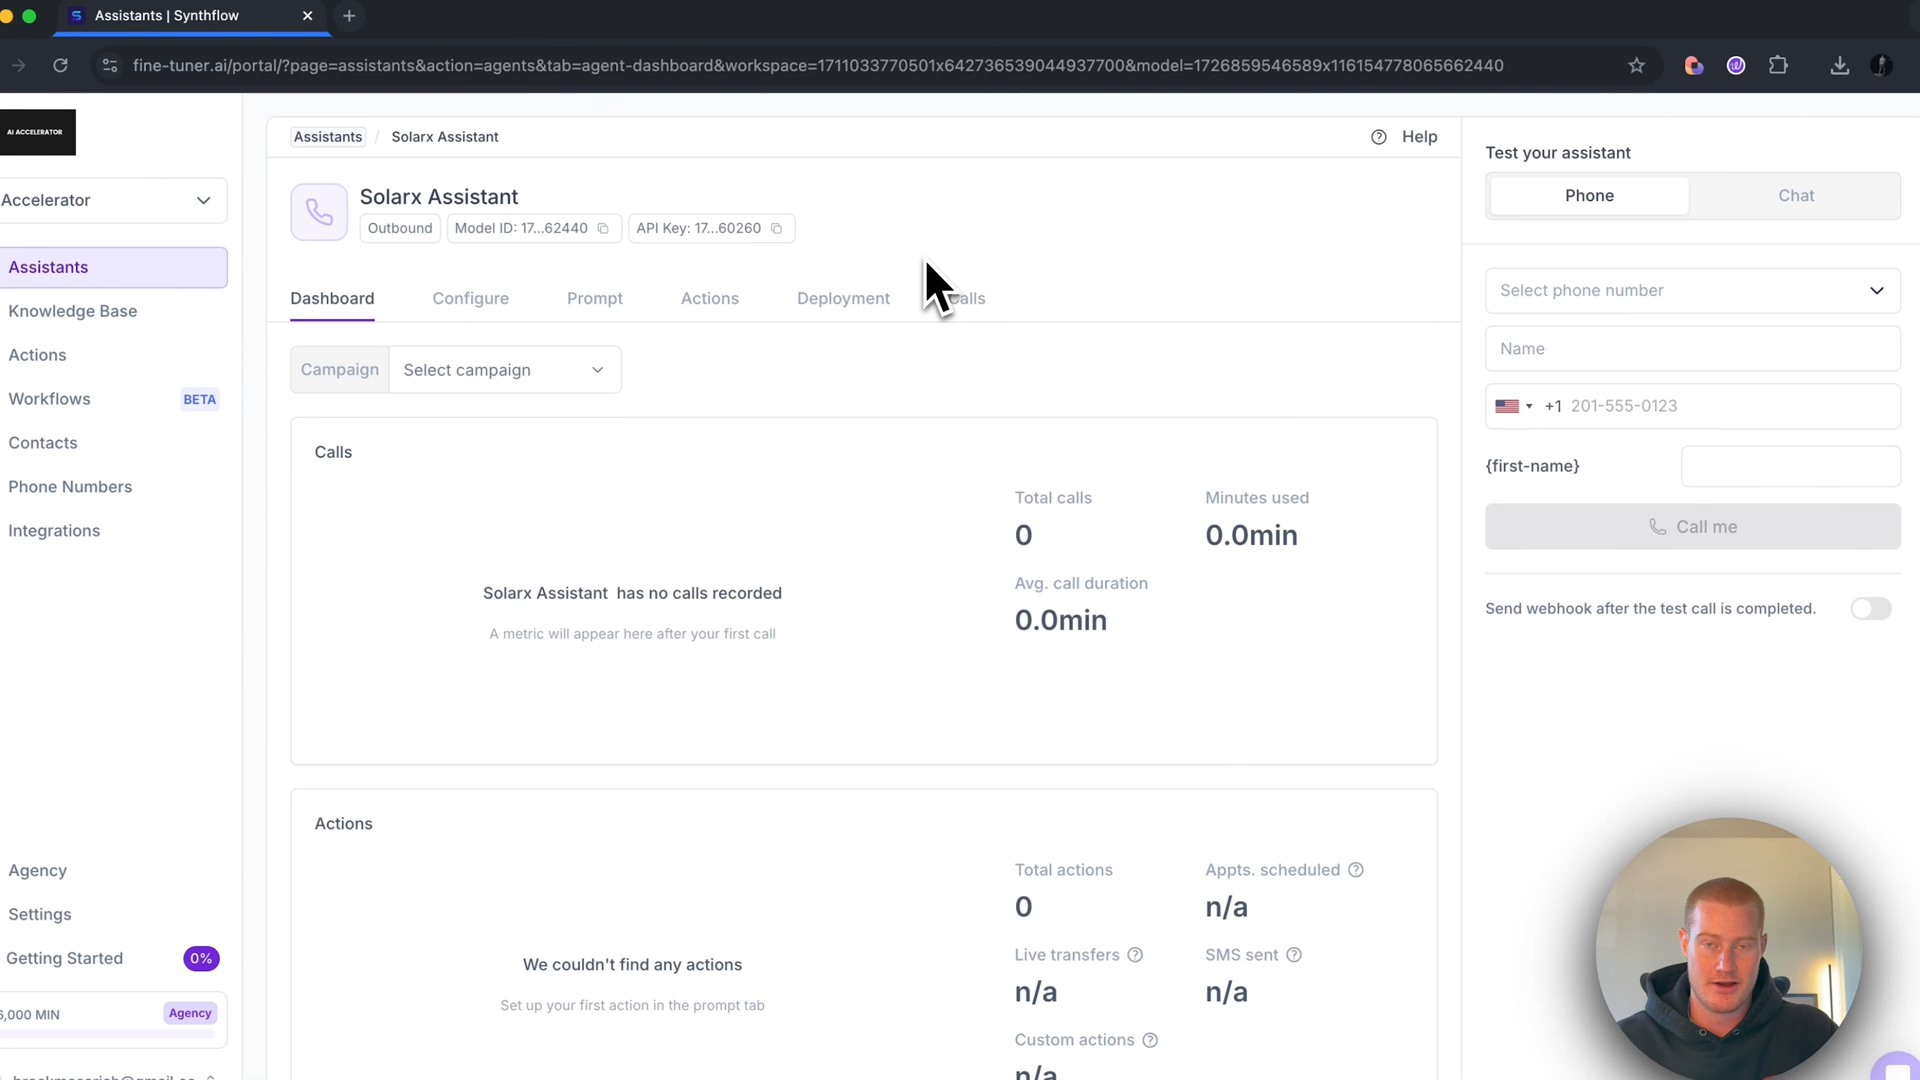 Assistants | Synthflow
fine-tuner.ai/portal/?page=assistants&action=agents&tab=agent-dashboard&workspace=1711033770501x642736539044937700&model=1726859546589x116154778065662440
AI ACCELERATOR
Accelerator
Assistants
Knowledge Base
Actions
Workflows BETA
Contacts
Phone Numbers
Integrations
Agency
Settings
Getting Started 0%
6,000 MIN Agency
Assistants / Solarx Assistant
Help
Solarx Assistant
Outbound
Model ID: 17...62440
API Key: 17...60260
Dashboard
Configure
Prompt
Actions
Deployment
Campaign
Select campaign
Calls
Solarx Assistant has no calls recorded
A metric will appear here after your first call
Total calls
0
Minutes used
0.0min
Avg. call duration
0.0min
Actions
We couldn't find any actions
Set up your first action in the prompt tab
Total actions
0
Appts. scheduled
n/a
Live transfers
n/a
SMS sent
n/a
Custom actions
n/a
Test your assistant
Phone
Chat
Select phone number
Name
+1 201-555-0123
{first-name}
Call me
Send webhook after the test call is completed.